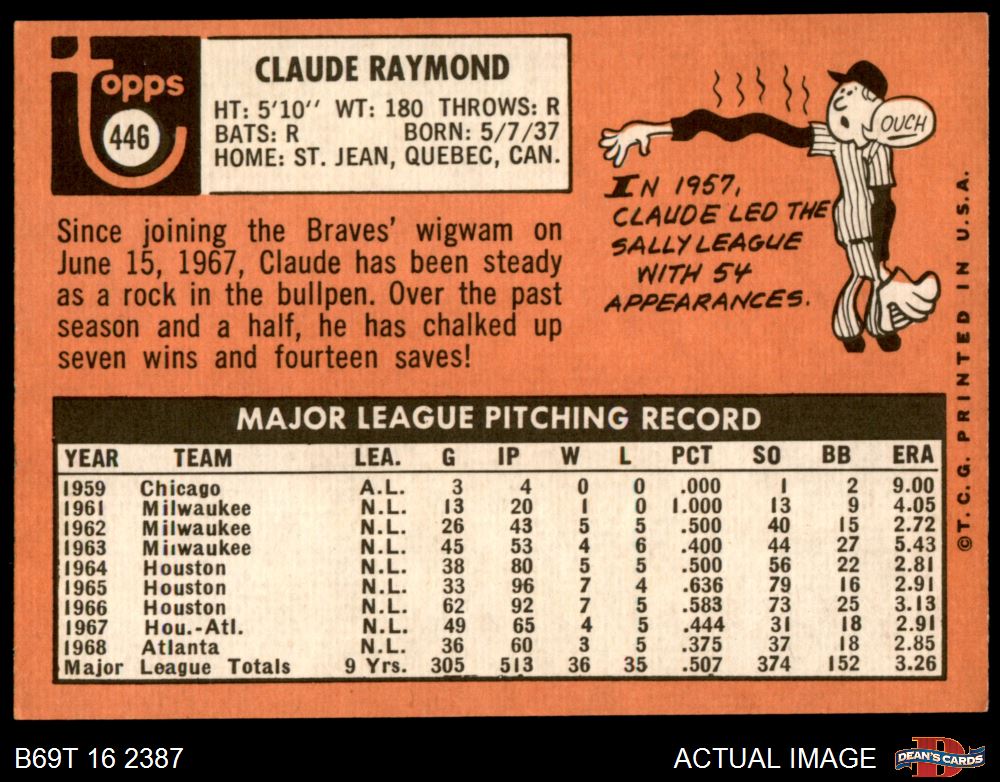 topps
446
CLAUDE RAYMOND
HT: 5'10'' WT: 180 THROWS: R
BATS: R BORN: 5/7/37
HOME: ST. JEAN, QUEBEC, CAN.
OUCH
IN 1957,
CLAUDE LED THE
SALLY LEAGUE
WITH 54
APPEARANCES.
Since joining the Braves' wigwam on
June 15, 1967, Claude has been steady
as a rock in the bullpen. Over the past
season and a half, he has chalked up
seven wins and fourteen saves!
MAJOR LEAGUE PITCHING RECORD
YEAR TEAM LEA. G IP W L PCT SO BB ERA
1959 Chicago A.L. 3 4 0 0 .000 1 2 9.00
1961 Milwaukee N.L. 13 20 1 0 1.000 13 9 4.05
1962 Milwaukee N.L. 26 43 5 5 .500 40 15 2.72
1963 Milwaukee N.L. 45 53 4 6 .400 44 27 5.43
1964 Houston N.L. 38 80 5 5 .500 56 22 2.81
1965 Houston N.L. 33 96 7 4 .636 79 16 2.91
1966 Houston N.L. 62 92 7 5 .583 73 25 3.13
1967 Hou.-Atl. N.L. 49 65 4 5 .444 31 18 2.91
1968 Atlanta N.L. 36 60 3 5 .375 37 18 2.85
Major League Totals 9 Yrs. 305 513 36 35 .507 374 152 3.26
©T.C.G. PRINTED IN U.S.A.
B69T 16 2387
ACTUAL IMAGE
D
DEAN'S CARDS